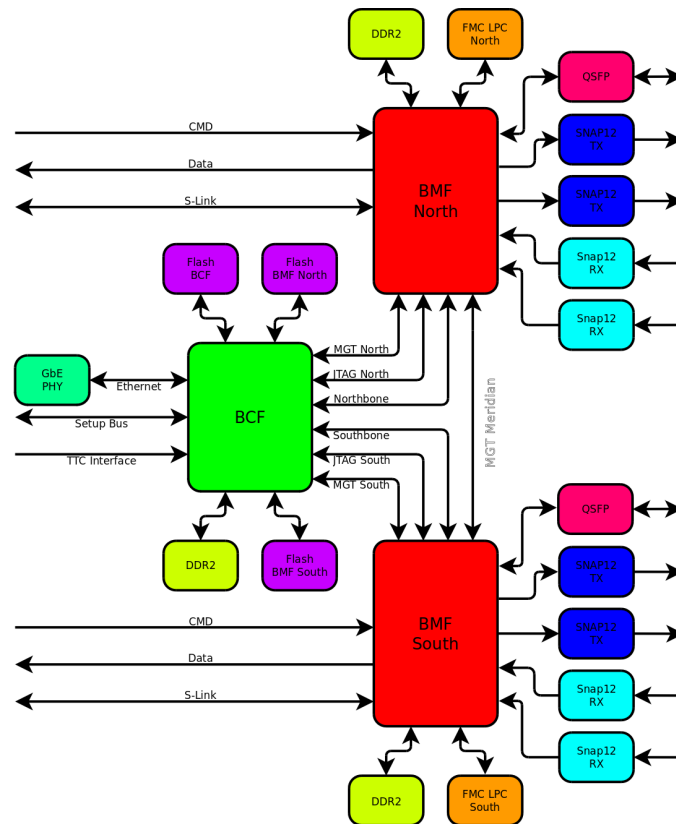 DDR2
FMC LPC
North
QSFP
CMD
SNAP12
TX
Data
BMF
North
S-Link
SNAP12
TX
Flash
BCF
Flash
BMF North
Snap12
RX
Snap12
RX
MGT North
GbE
PHY
Ethernet
JTAG North
Northbone
BCF
Setup Bus
Southbone
TTC Interface
JTAG South
MGT South
MGT Meridian
QSFP
DDR2
Flash
BMF South
SNAP12
TX
CMD
BMF
South
SNAP12
TX
Data
S-Link
Snap12
RX
Snap12
RX
DDR2
FMC LPC
South